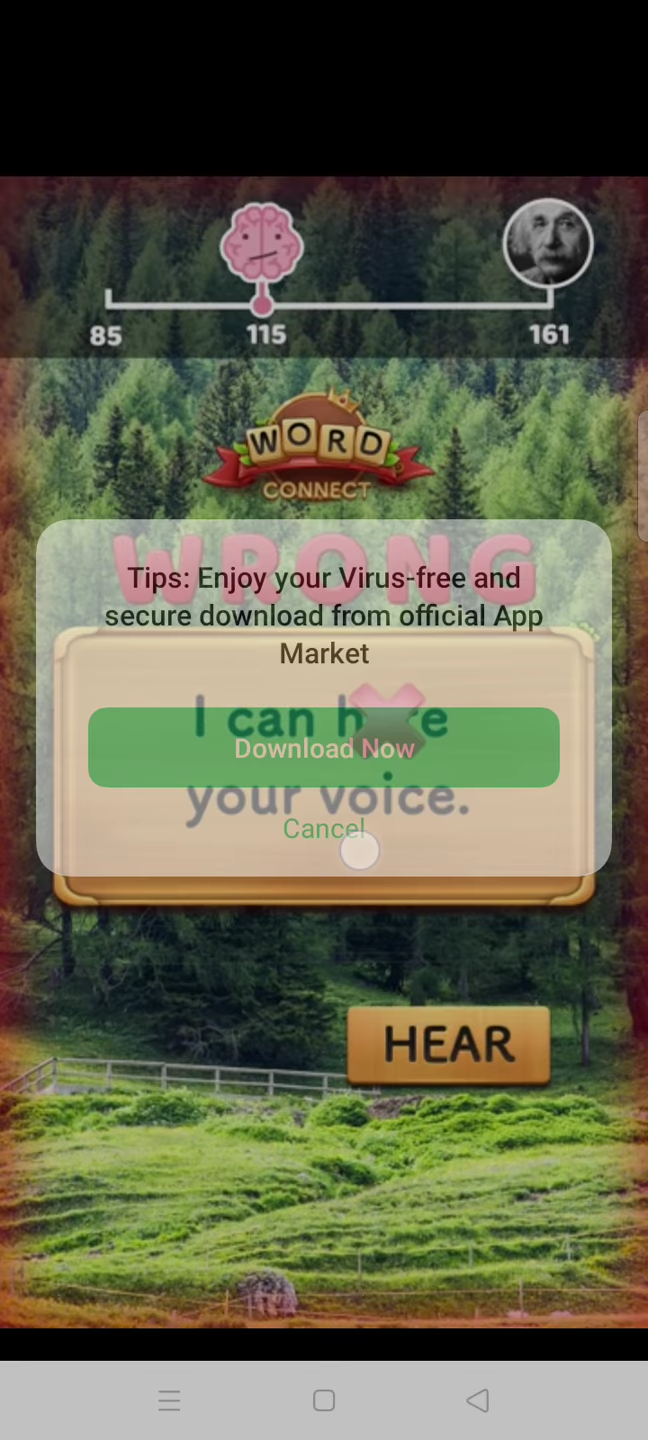 85
115
161
WORD
CONNECT
WRONG
Tips: Enjoy your Virus-free and
secure download from official App
Market
I can here
Download Now
your voice.
Cancel
HEAR